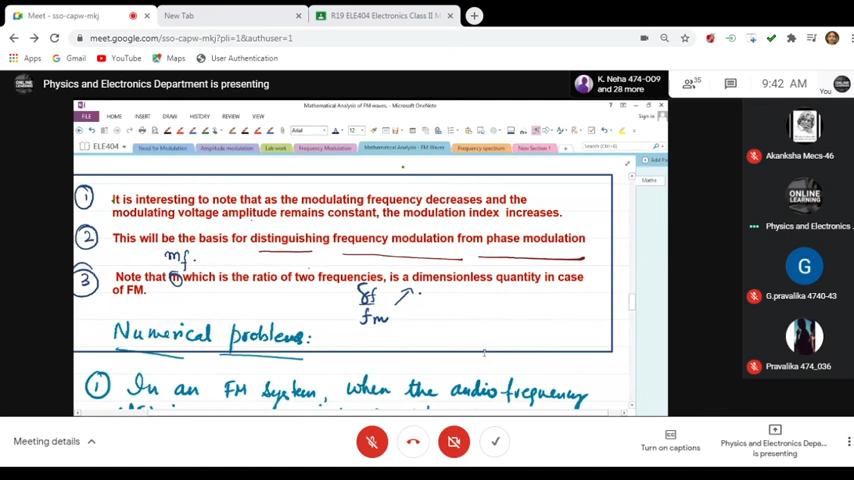 Meet - sso-capw-mkj
New Tab
R19 ELE404 Electronics Class II M
meet.google.com/sso-capw-mkj?pli=1&authuser=1
Apps
Gmail
YouTube
Maps
User Authentication
Physics and Electronics Department is presenting
K. Neha 474-009
and 28 more
35
9:42 AM
You
Mathematical Analysis of FM waves. - Microsoft OneNote
FILE HOME INSERT DRAW HISTORY REVIEW VIEW
Sign in
Arial 12
ELE404
Need for Modulation
Amplitude modulation
Lab work
Frequency Modulation
Mathematical Analysis - FM Waves
Frequency spectrum
New Section 1
Search (Ctrl+E)
Add Pa
Maths
1 It is interesting to note that as the modulating frequency decreases and the
modulating voltage amplitude remains constant, the modulation index increases.
2 This will be the basis for distinguishing frequency modulation from phase modulation
mf.
3 Note that m which is the ratio of two frequencies, is a dimensionless quantity in case
of FM.
δf
fm
Numerical problems:
1 In an FM system, when the audio frequency
Akanksha Mecs-46
Physics and Electronics
G
G.pravalika 4740-43
Pravalika 474_036
Meeting details
Turn on captions
Physics and Electronics Depa...
is presenting